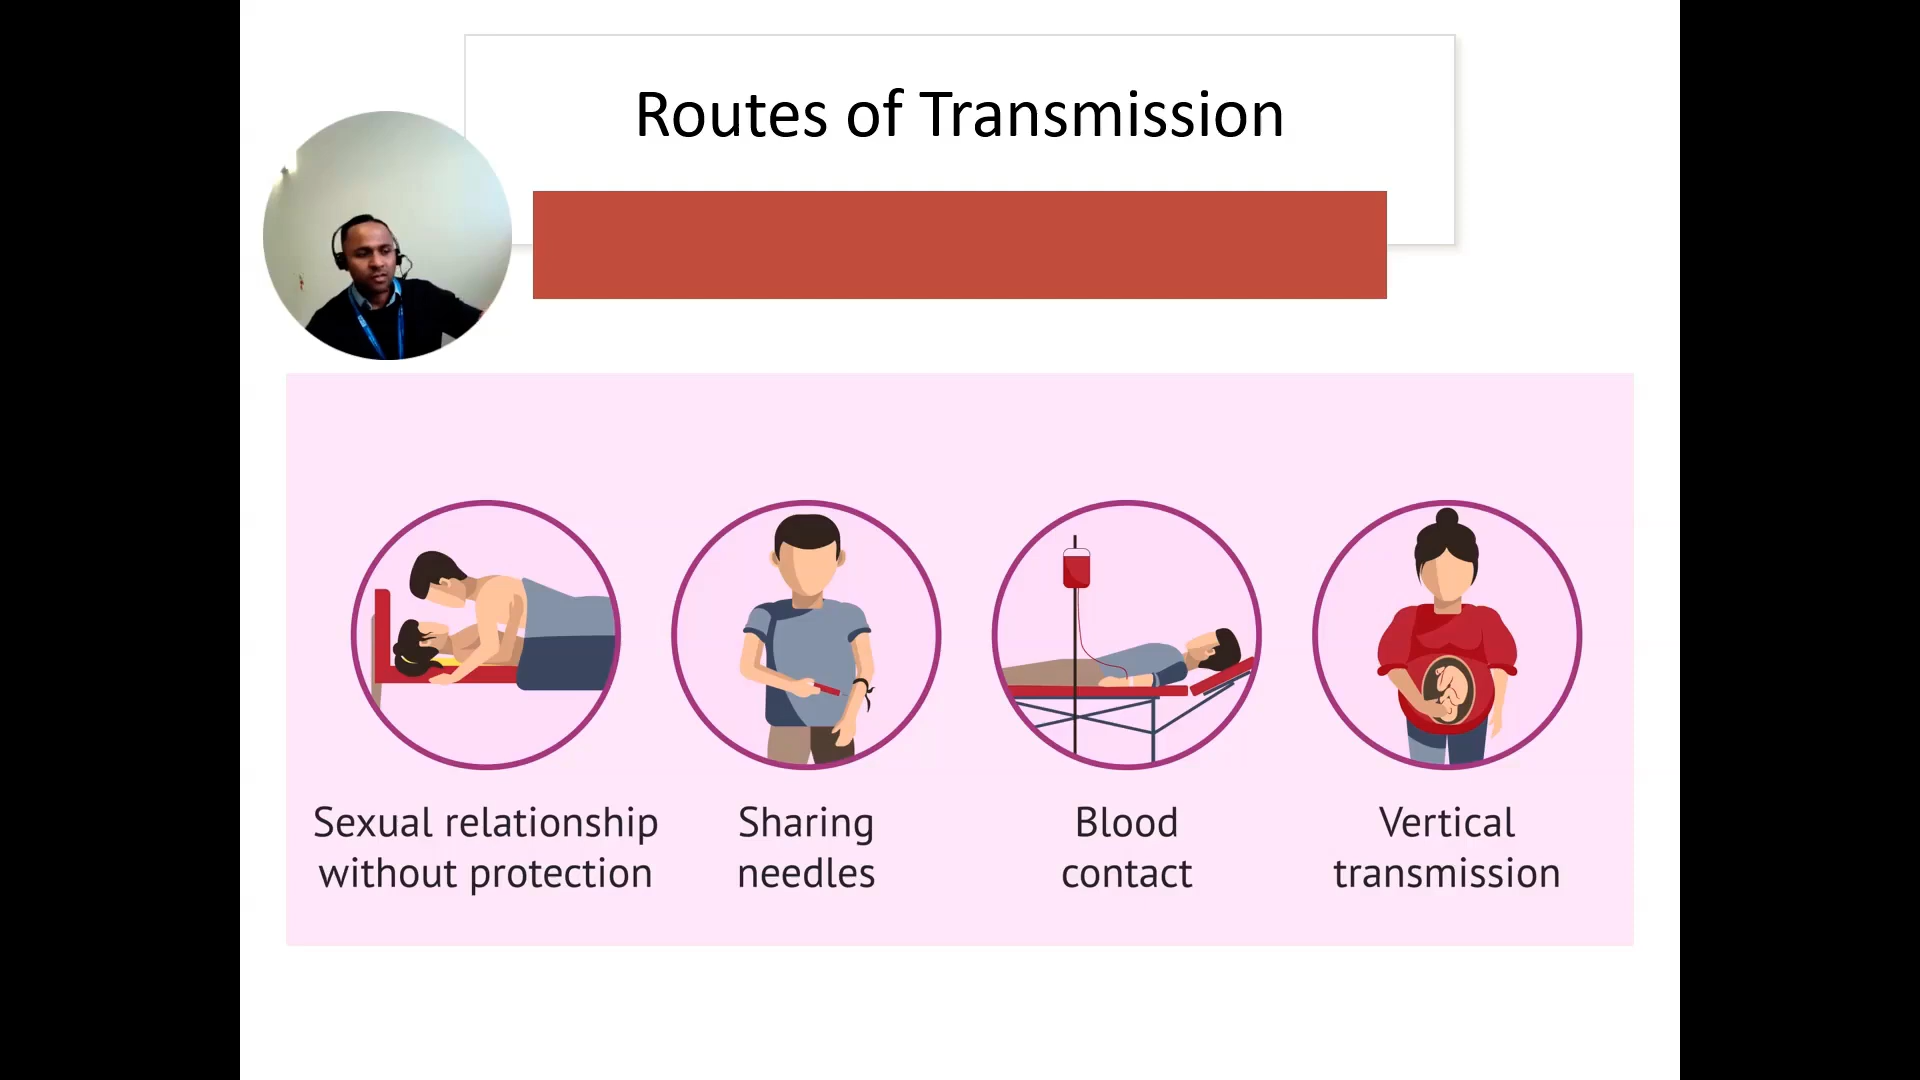 Routes of Transmission
Sexual relationship
without protection
Sharing
needles
Blood
contact
Vertical
transmission